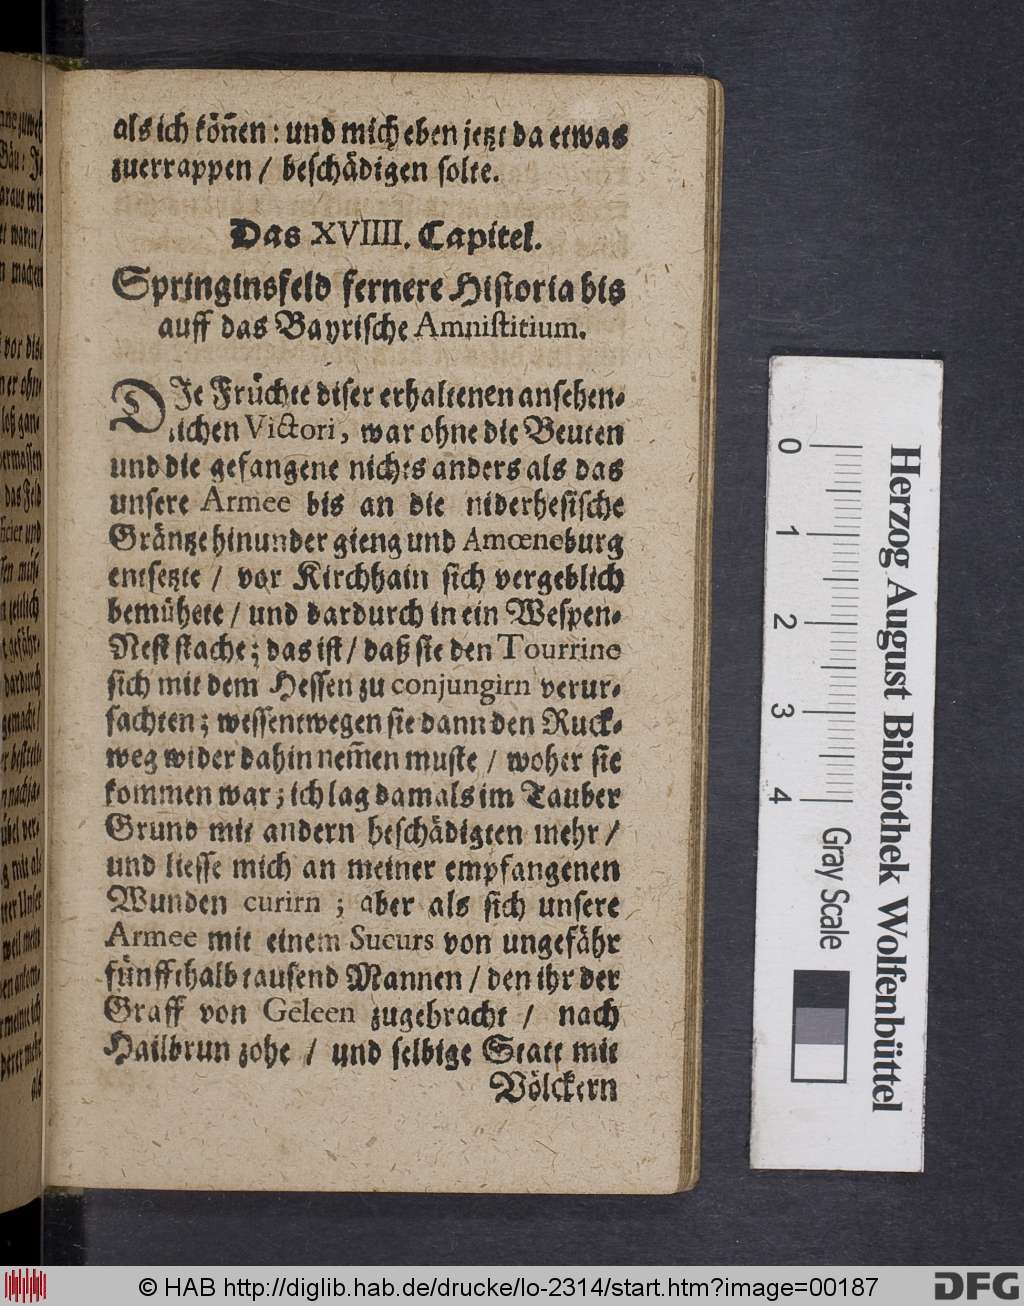 als ich köñen: und mich eben jetzt da etwas
zuerrappen / beschädigen solte.
Das XVIIII. Capitel.
Springinsfeld fernere Historia bis
auff das Bayrische Amnistitium.
DIe Früchte diser erhaltenen ansehen-
lichen Victori, war ohne die Beuten
und die gefangene nichts anders als das
unsere Armee bis an die niderhesische
Gräntze hinunder gieng und Amœneburg
entsetzte / vor Kirchhain sich vergeblich
bemühete / und dardurch in ein Wespen-
Nest stache; das ist / daß sie den Tourrine
sich mit dem Hessen zu conjungirn verur-
sachten; wessentwegen sie dann den Ruck-
weg wider dahin nem̃en muste / woher sie
kommen war; ich lag damals im Tauber
Grund mit andern beschädigten mehr /
und liesse mich an meiner empfangenen
Wunden curirn; aber als sich unsere
Armee mit einem Sucurs von ungefähr
fünffthalb tausend Mannen / den ihr der
Graff von Geleen zugebracht / nach
Hailbrun zohe / und selbige Statt mit
Völckern
0 1 2 3 4
Gray Scale
Herzog August Bibliothek Wolfenbüttel
© HAB http://diglib.hab.de/drucke/lo-2314/start.htm?image=00187
DFG